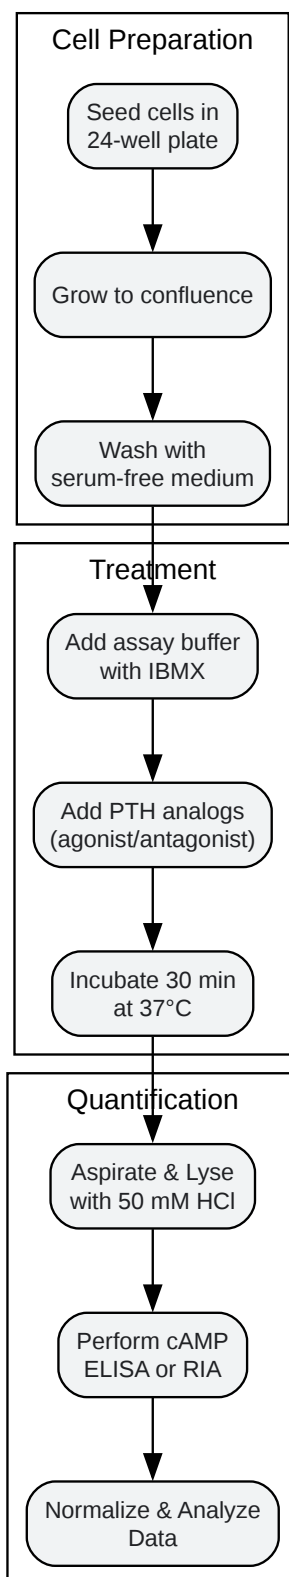 Cell Preparation
Seed cells in
24-well plate
Grow to confluence
Wash with
serum-free medium
Treatment
Add assay buffer
with IBMX
Add PTH analogs
(agonist/antagonist)
Incubate 30 min
at 37°C
Quantification
Aspirate & Lyse
with 50 mM HCl
Perform cAMP
ELISA or RIA
Normalize & Analyze
Data